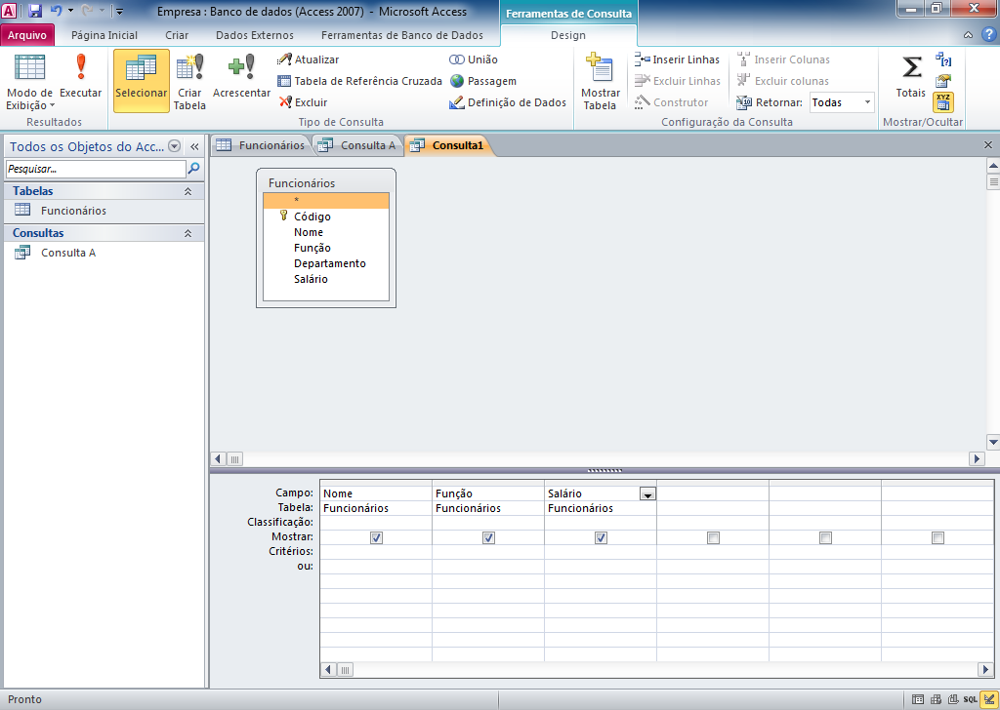 Empresa : Banco de dados (Access 2007) - Microsoft Access
Ferramentas de Consulta
Arquivo
Página Inicial
Criar
Dados Externos
Ferramentas de Banco de Dados
Design
Modo de Exibição
Executar
Resultados
Selecionar
Criar Tabela
Acrescentar
Atualizar
Tabela de Referência Cruzada
Excluir
União
Passagem
Definição de Dados
Tipo de Consulta
Mostrar Tabela
Inserir Linhas
Excluir Linhas
Construtor
Inserir Colunas
Excluir colunas
Retornar: Todas
Configuração da Consulta
Totais
XYZ
Mostrar/Ocultar
Todos os Objetos do Acc...
Pesquisar...
Tabelas
Funcionários
Consultas
Consulta A
Funcionários
Consulta A
Consulta1
Funcionários
*
Código
Nome
Função
Departamento
Salário
Campo: Nome Função Salário
Tabela: Funcionários Funcionários Funcionários
Classificação:
Mostrar:
Critérios:
ou:
Pronto
SQL